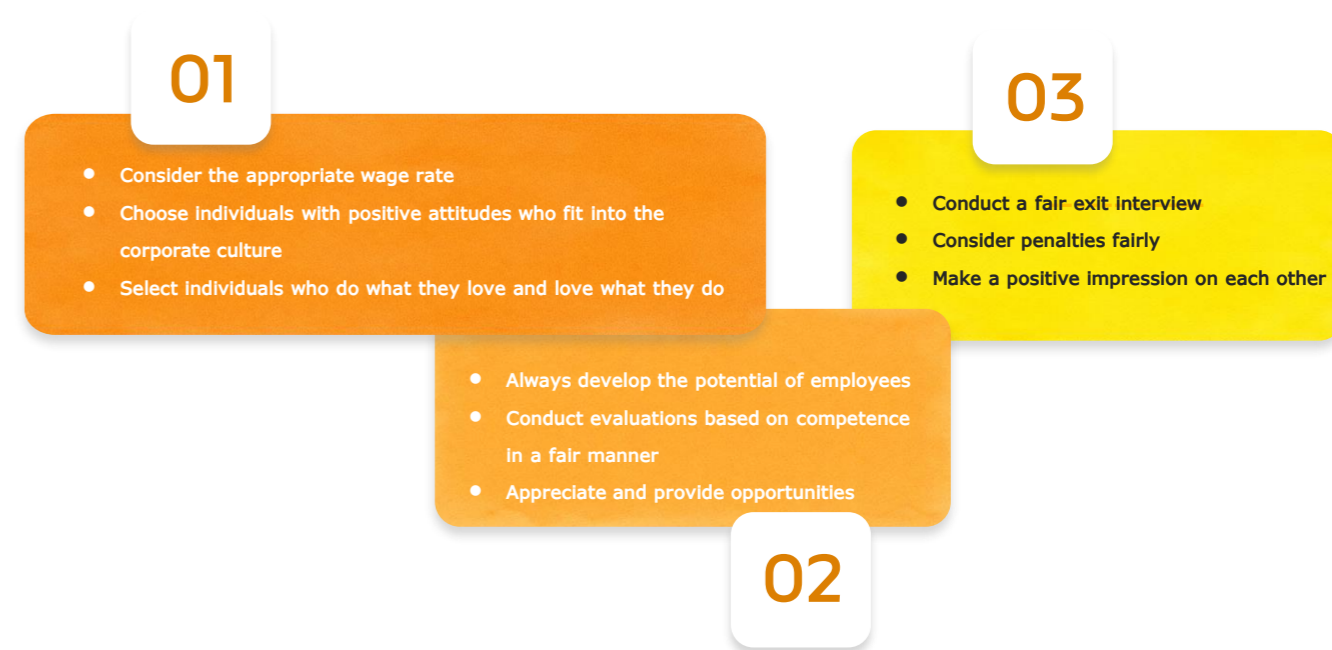 01
• Consider the appropriate wage rate
• Choose individuals with positive attitudes who fit into the
corporate culture
• Select individuals who do what they love and love what they do
02
• Always develop the potential of employees
• Conduct evaluations based on competence
in a fair manner
• Appreciate and provide opportunities
03
• Conduct a fair exit interview
• Consider penalties fairly
• Make a positive impression on each other